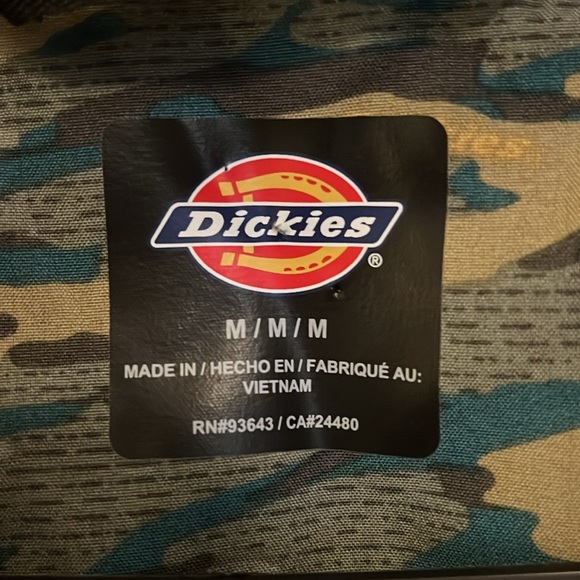 Dickies
®
M / M / M
MADE IN / HECHO EN / FABRIQUÉ AU:
VIETNAM
RN#93643 / CA#24480